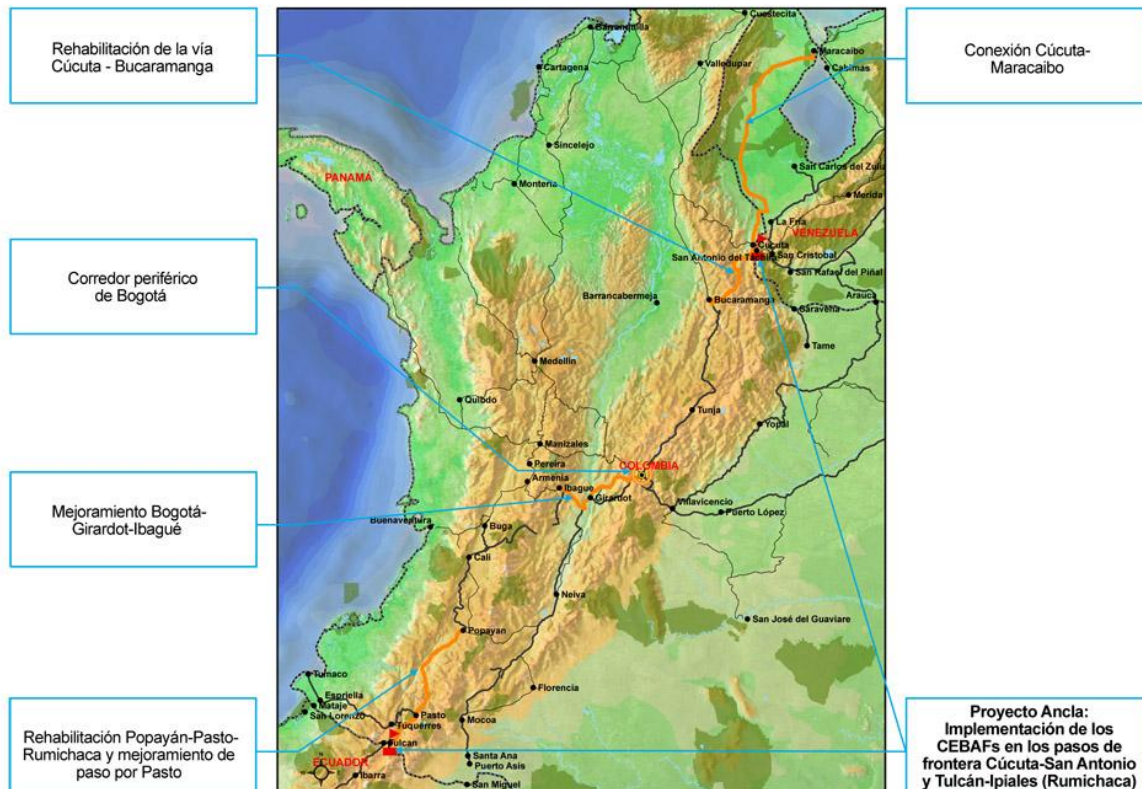 Rehabilitación de la vía
Cúcuta - Bucaramanga
Corredor periférico
de Bogotá
Mejoramiento Bogotá-
Girardot-Ibagué
Rehabilitación Popayán-Pasto-
Rumichaca y mejoramiento de
paso por Pasto
Cuestecita
Barranquilla
Maracaibo
Valledupar
Cabimas
Cartagena
Sincelejo
San Carlos del Zulia
PANAMÁ
Monteria
Merida
La Fria
VENEZUELA
Cúcuta
San Antonio del Táchira
San Cristobal
San Rafael del Piñal
Bucaramanga
Barrancabermeja
Arauca
Saravena
Tame
Medellin
Quibdo
Tunja
Yopal
Manizales
Pereira
COLOMBIA
Armenia
Ibague
Girardot
Villavicencio
Puerto López
Buenaventura
Buga
Cali
Neiva
San José del Guaviare
Popayan
Tumaco
Florencia
Espriella
Mataje
San Lorenzo
Pasto
Mocoa
Tuquerres
Tulcan
Santa Ana
ECUADOR
Puerto Asis
Ibarra
San Miguel
Conexión Cúcuta-
Maracaibo
Proyecto Ancla:
Implementación de los
CEBAFs en los pasos de
frontera Cúcuta-San Antonio
y Tulcán-Ipiales (Rumichaca)